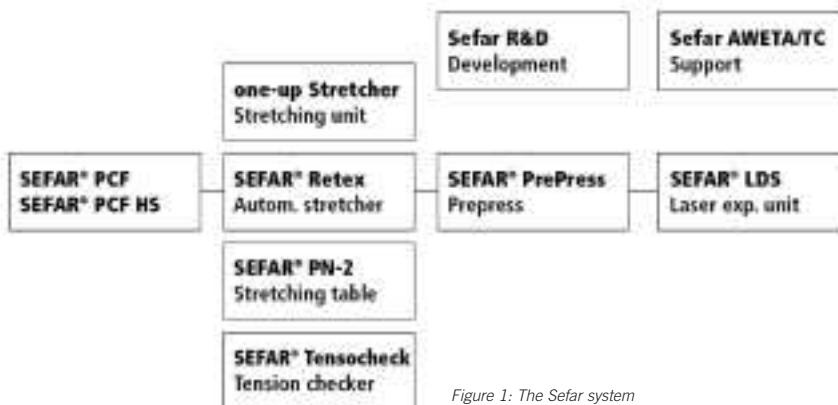 Sefar R&D
Development
Sefar AWETA/TC
Support
one-up Stretcher
Stretching unit
SEFAR® PCF
SEFAR® PCF HS
SEFAR® Retex
Autom. stretcher
SEFAR® PrePress
Prepress
SEFAR® LDS
Laser exp. unit
SEFAR® PN-2
Stretching table
SEFAR® Tensocheck
Tension checker
Figure 1: The Sefar system